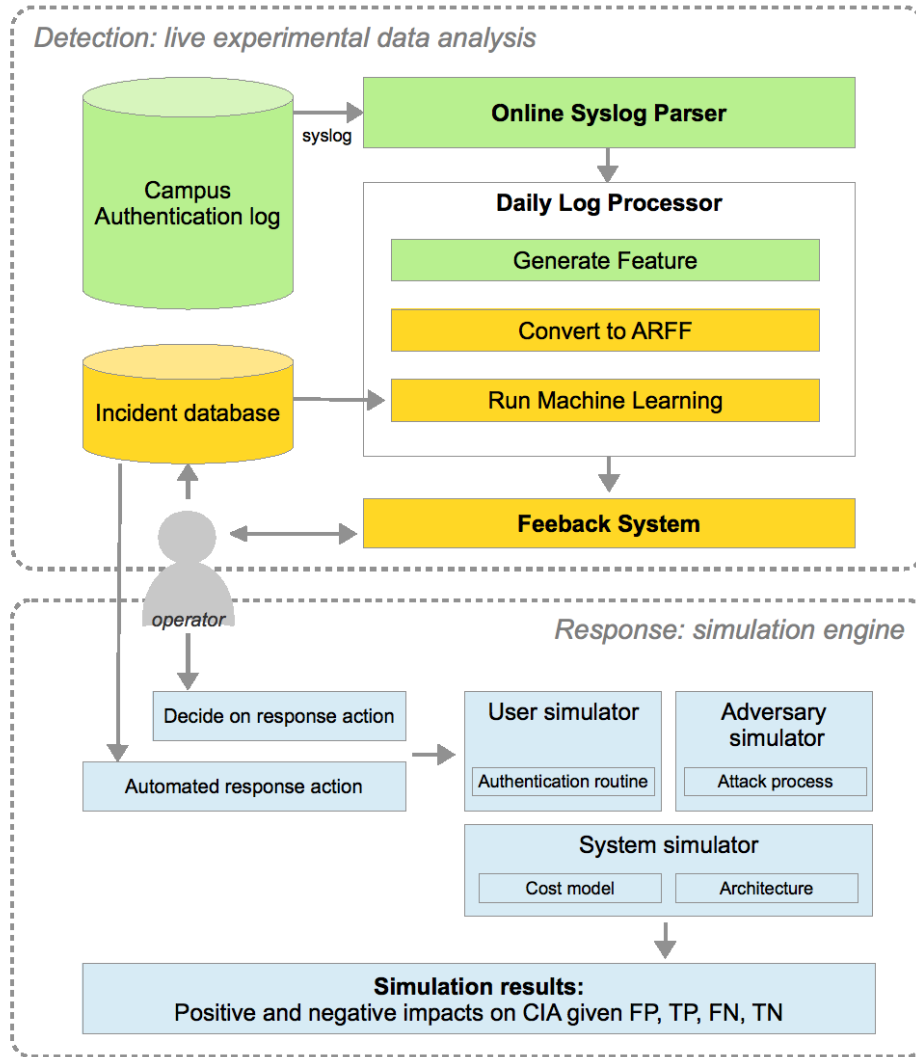 Detection: live experimental data analysis
Online Syslog Parser
syslog
Campus
Authentication log
Daily Log Processor
Generate Feature
Convert to ARFF
Incident database
Run Machine Learning
Feeback System
operator
Response: simulation engine
Decide on response action
Automated response action
User simulator
Authentication routine
Adversary
simulator
Attack process
System simulator
Cost model
Architecture
Simulation results:
Positive and negative impacts on CIA given FP, TP, FN, TN